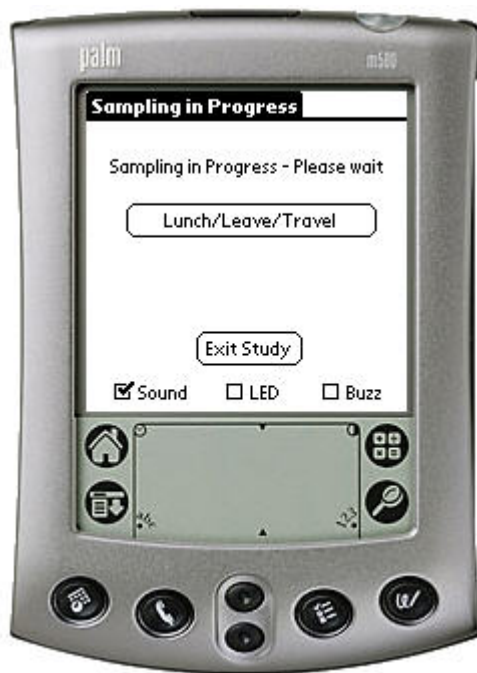 palm m500
Sampling in Progress
Sampling in Progress - Please wait
Lunch/Leave/Travel
Exit Study
Sound LED Buzz
abc 123